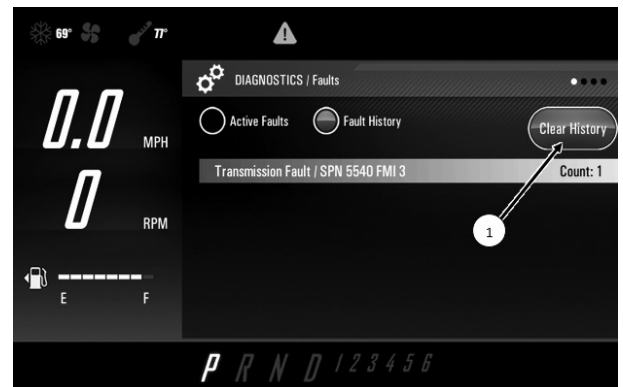 69° 77°
DIAGNOSTICS / Faults
Active Faults Fault History Clear History
0.0 MPH
Transmission Fault / SPN 5540 FMI 3 Count: 1
0 RPM
1
E F
P R N D 1 2 3 4 5 6